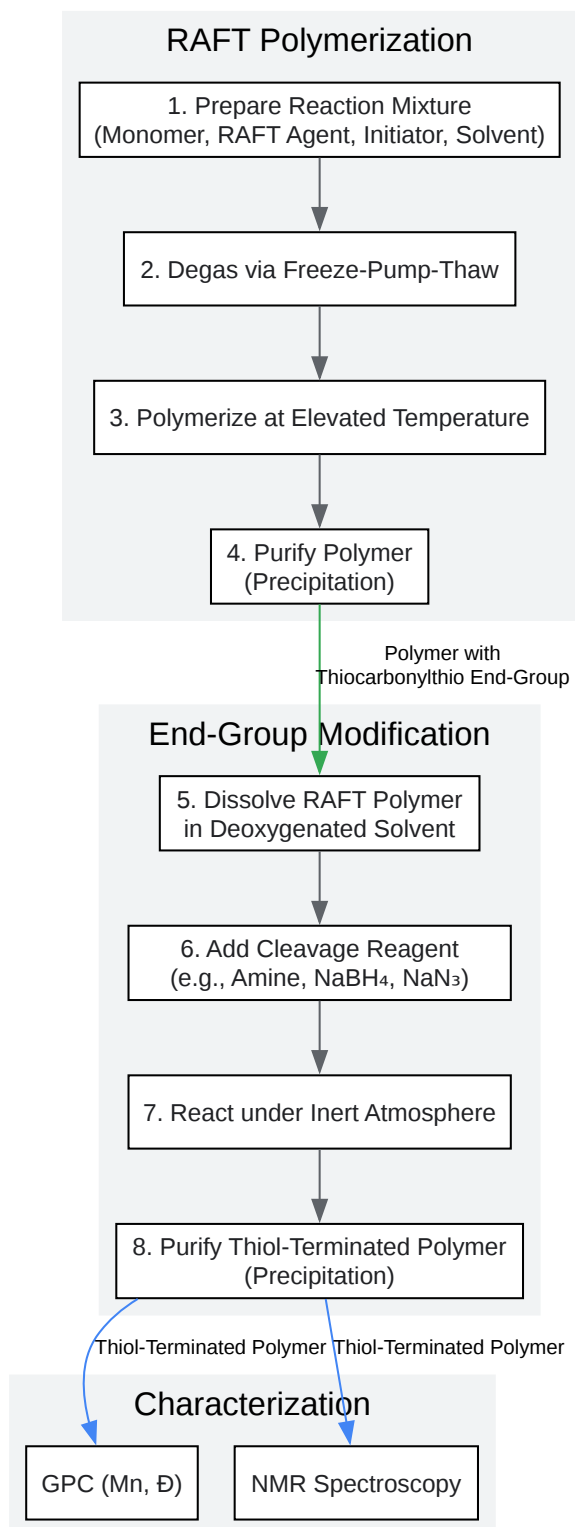 RAFT Polymerization
1. Prepare Reaction Mixture
(Monomer, RAFT Agent, Initiator, Solvent)
2. Degas via Freeze-Pump-Thaw
3. Polymerize at Elevated Temperature
4. Purify Polymer
(Precipitation)
Polymer with
Thiocarbonylthio End-Group
End-Group Modification
5. Dissolve RAFT Polymer
in Deoxygenated Solvent
6. Add Cleavage Reagent
(e.g., Amine, NaBH₄, NaN₃)
7. React under Inert Atmosphere
8. Purify Thiol-Terminated Polymer
(Precipitation)
Thiol-Terminated Polymer
Thiol-Terminated Polymer
Characterization
GPC (Mn, Đ)
NMR Spectroscopy